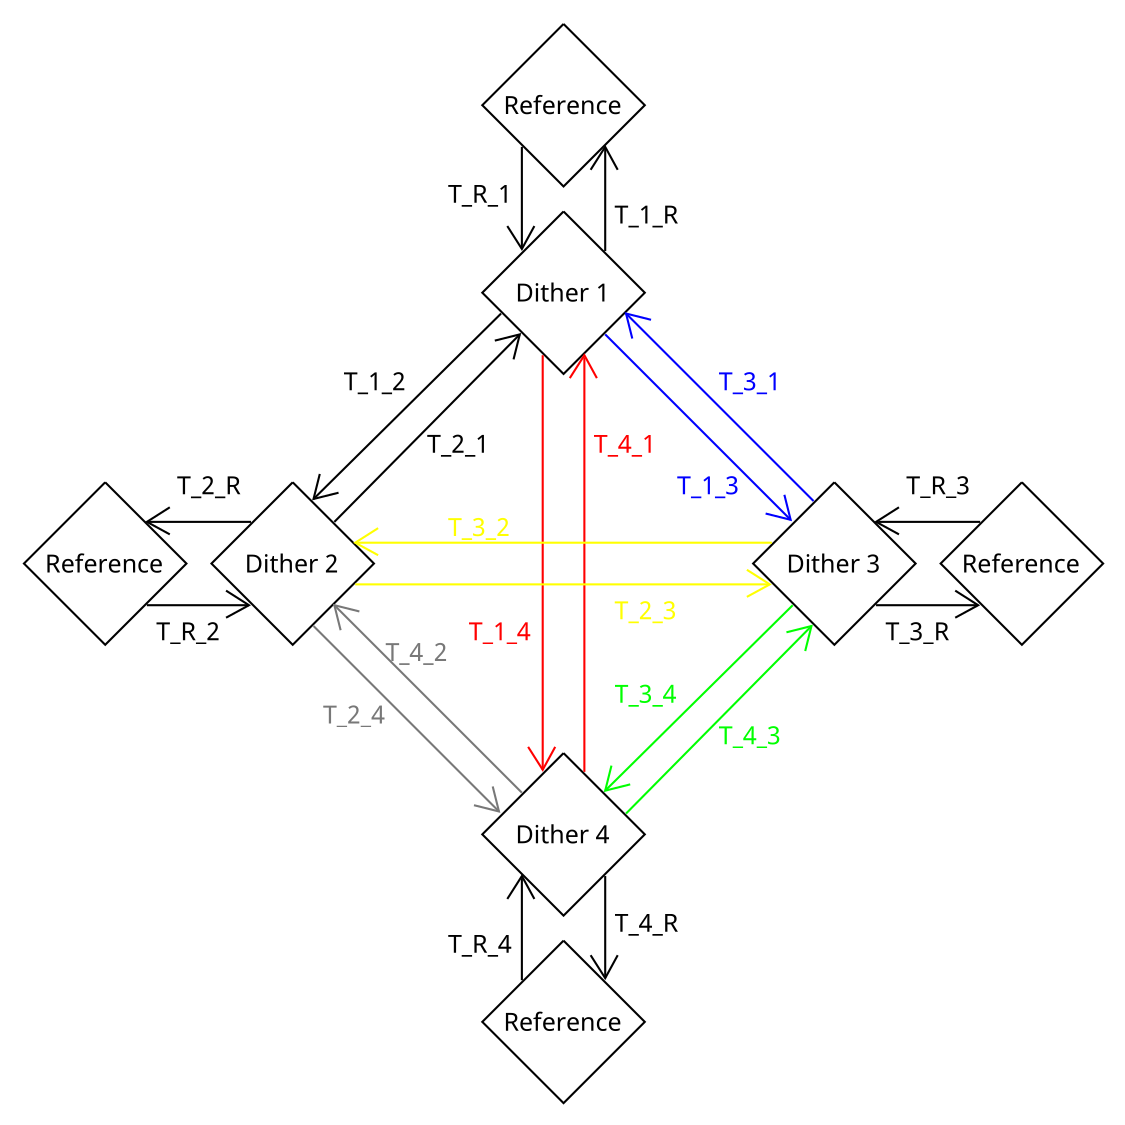 Reference
T_R_1
T_1_R
Dither 1
T_1_2
T_3_1
T_2_1
T_4_1
T_2_R
T_1_3
T_R_3
T_3_2
Reference
Dither 2
Dither 3
Reference
T_2_3
T_R_2
T_1_4
T_3_R
T_4_2
T_3_4
T_2_4
T_4_3
Dither 4
T_4_R
T_R_4
Reference